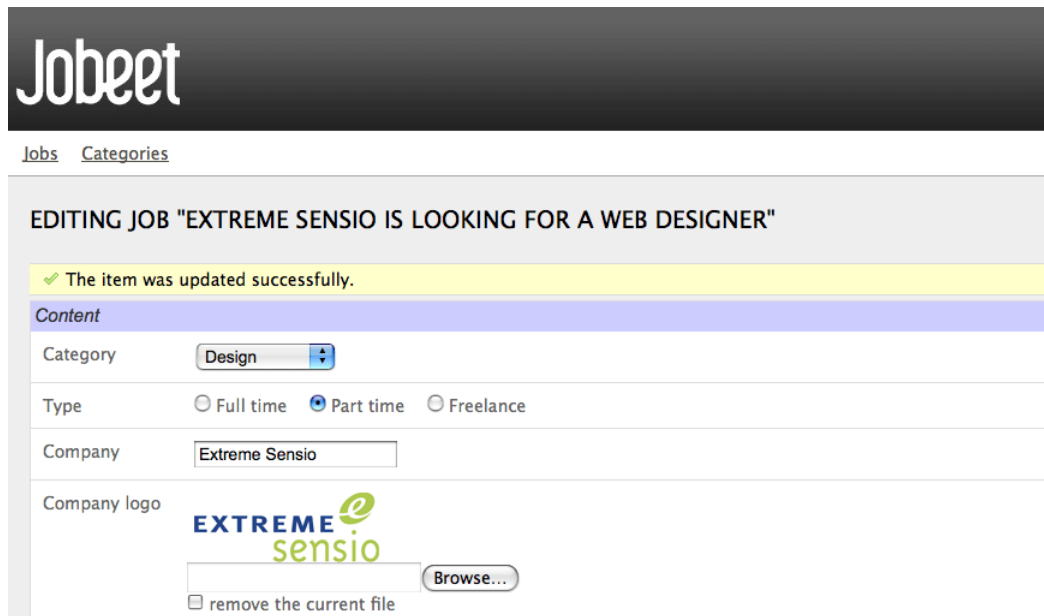 Jobeet
Jobs Categories
EDITING JOB "EXTREME SENSIO IS LOOKING FOR A WEB DESIGNER"
The item was updated successfully.
Content
Category Design
Type Full time Part time Freelance
Company Extreme Sensio
Company logo
EXTREME e
sensio
Browse...
remove the current file